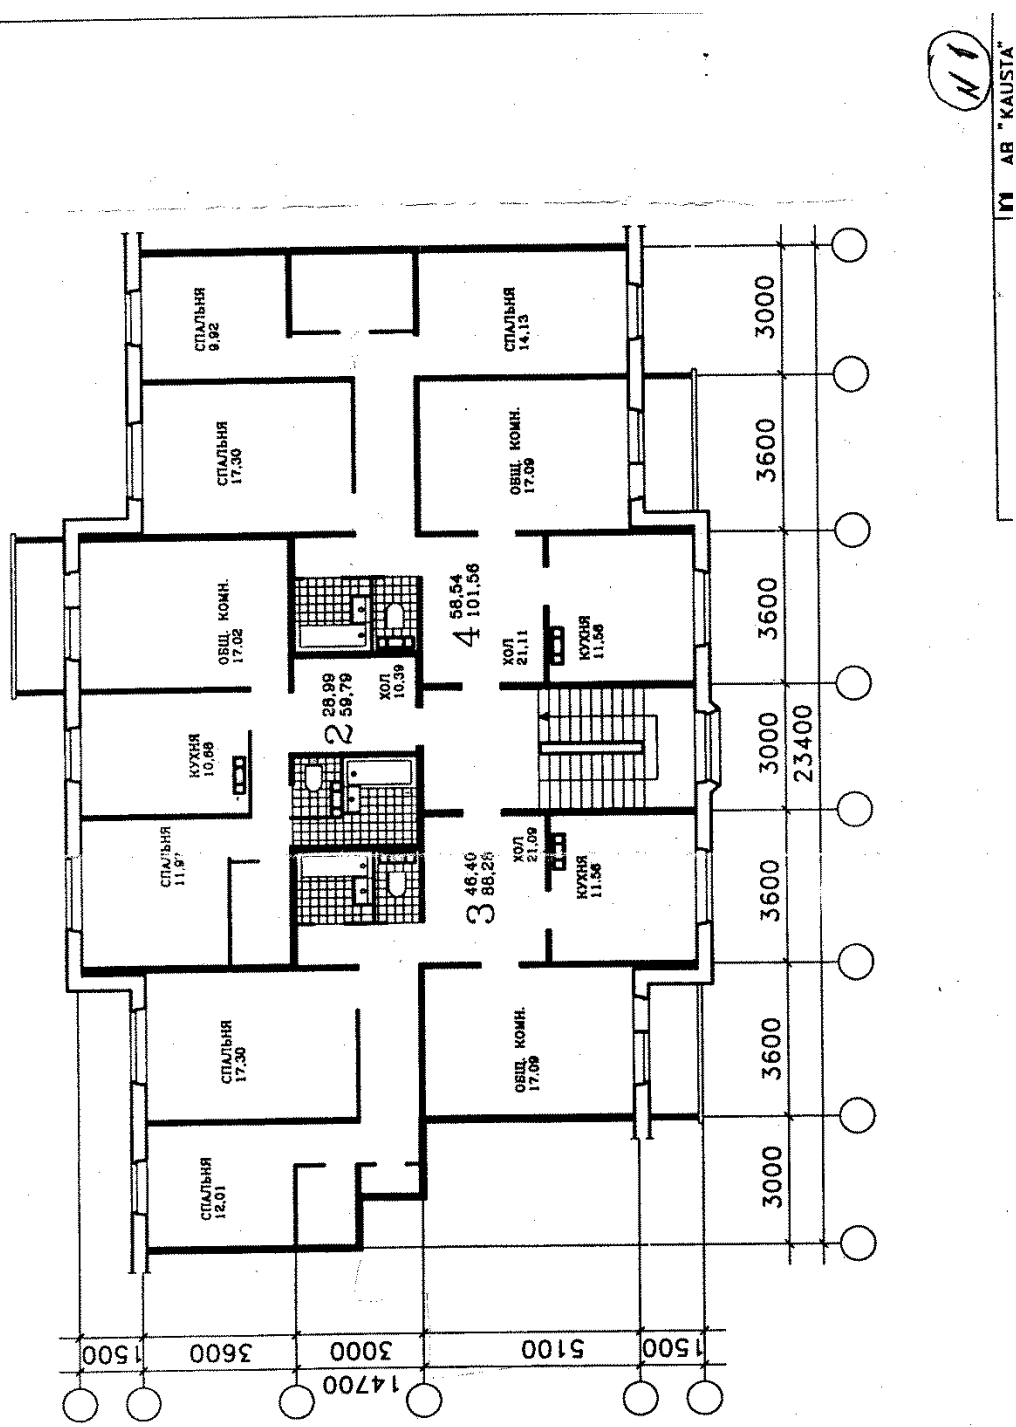 N 1
AB "KAUSTA"
СПАЛЬНЯ
9,92
СПАЛЬНЯ
14,13
СПАЛЬНЯ
17,30
ОБЩ. КОМН.
17.09
ОБЩ. КОМН.
17.02
4
58,54
101,56
ХОЛ
21,11
КУХНЯ
11,56
2
28,99
59,79
ХОЛ
10,39
КУХНЯ
10,68
СПАЛЬНЯ
3
46,40
88,28
ХОЛ
21,09
КУХНЯ
11.56
СПАЛЬНЯ
17,30
ОБЩ. КОМН.
17.09
СПАЛЬНЯ
12,01
3000
3600
3600
3000
3600
3600
3000
23400
1500
3600
3000
5100
1500
14700